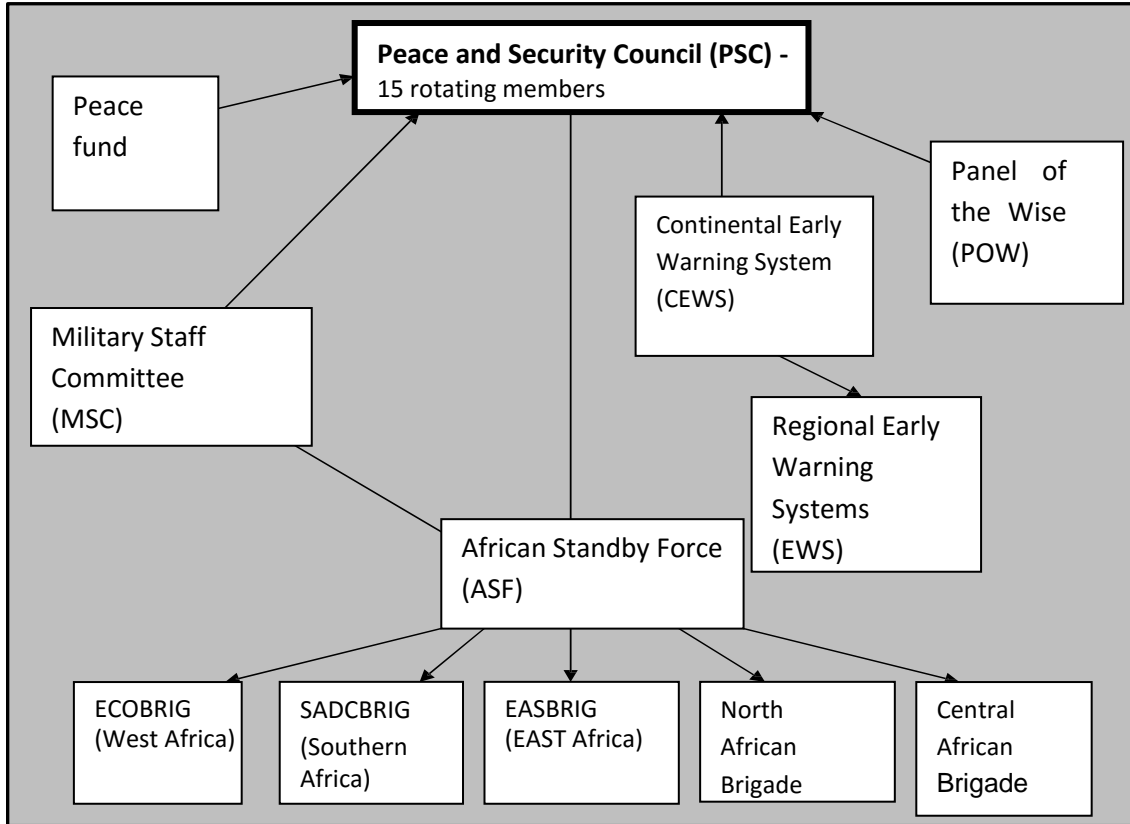 Peace and Security Council (PSC) -
15 rotating members
Peace
fund
Panel of
the Wise
(POW)
Continental Early
Warning System
(CEWS)
Military Staff
Committee
(MSC)
Regional Early
Warning
Systems
(EWS)
African Standby Force
(ASF)
ECOBRIG
(West Africa)
SADCBRIG
(Southern
Africa)
EASBRIG
(EAST Africa)
North
African
Brigade
Central
African
Brigade